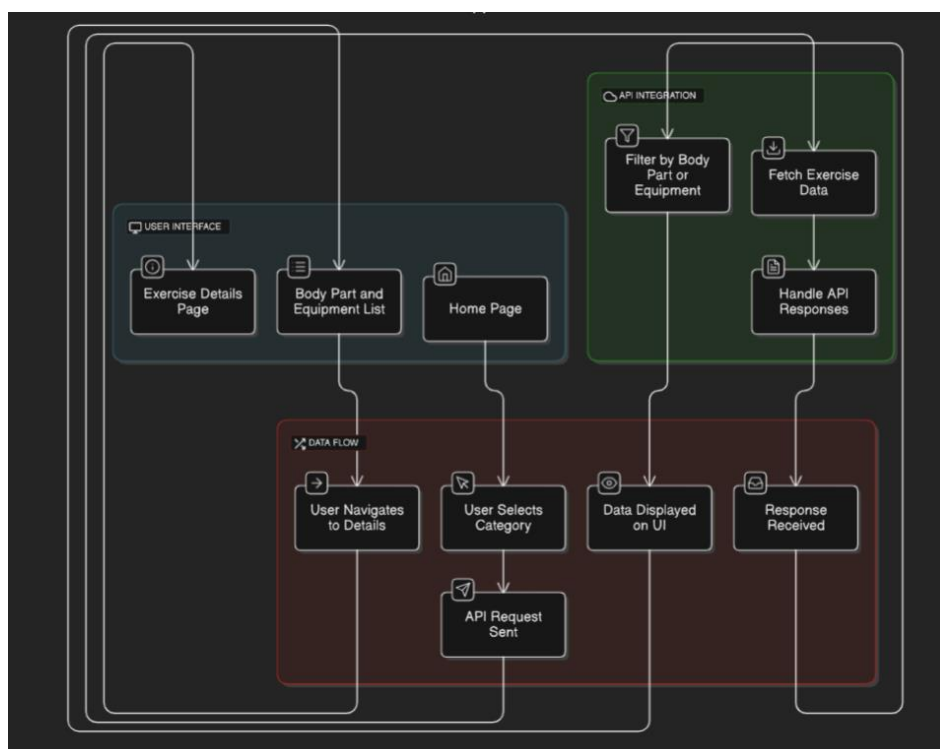 API INTEGRATION
Filter by Body
Part or
Equipment
Fetch Exercise
Data
USER INTERFACE
Exercise Details
Page
Body Part and
Equipment List
Home Page
Handle API
Responses
DATA FLOW
User Navigates
to Details
User Selects
Category
Data Displayed
on UI
Response
Received
API Request
Sent